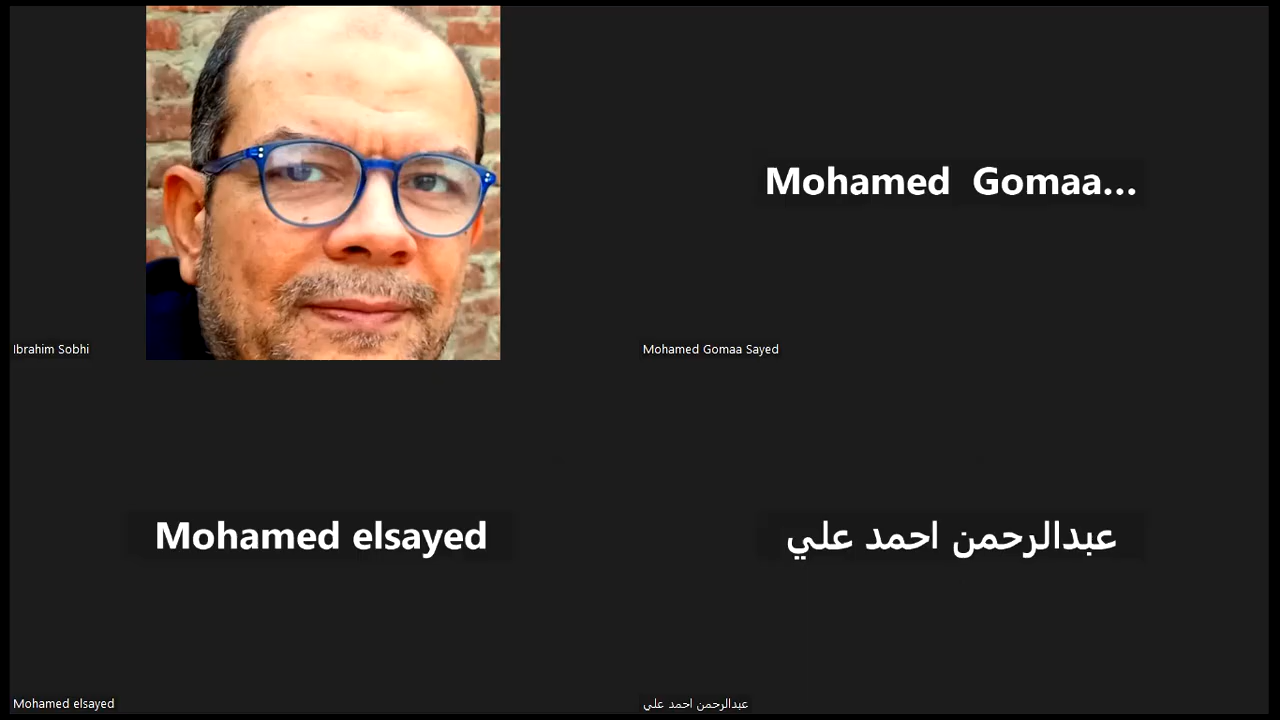 Ibrahim Sobhi
Mohamed  Gomaa...
Mohamed Gomaa Sayed
Mohamed elsayed
Mohamed elsayed
عبدالرحمن احمد علي
عبدالرحمن احمد علي